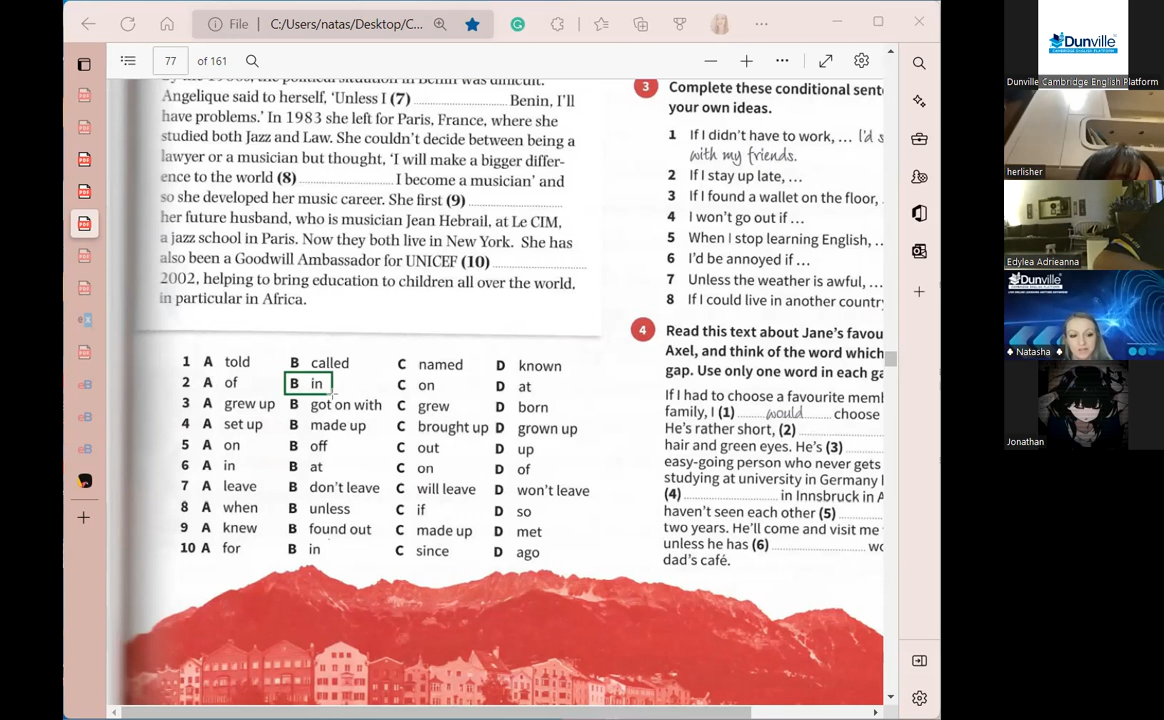 File
C:/Users/natas/Desktop/C...
77
of 161
Angelique said to herself, 'Unless I (7) Benin, I'll
have problems.' In 1983 she left for Paris, France, where she
studied both Jazz and Law. She couldn't decide between being a
lawyer or a musician but thought, 'I will make a bigger differ-
ence to the world (8) I become a musician' and
so she developed her music career. She first (9)
her future husband, who is musician Jean Hebrail, at Le CIM,
a jazz school in Paris. Now they both live in New York. She has
also been a Goodwill Ambassador for UNICEF (10)
2002, helping to bring education to children all over the world,
in particular in Africa.
1 A told B called C named D known
2 A of B in C on D at
3 A grew up B got on with C grew D born
4 A set up B made up C brought up D grown up
5 A on B off C out D up
6 A in B at C on D of
7 A leave B don't leave C will leave D won't leave
8 A when B unless C if D so
9 A knew B found out C made up D met
10 A for B in C since D ago
3 Complete these conditional sent
your own ideas.
1 If I didn't have to work, ... I'd s
with my friends.
2 If I stay up late, ...
3 If I found a wallet on the floor,
4 I won't go out if ...
5 When I stop learning English, ..
6 I'd be annoyed if ...
7 Unless the weather is awful, ...
8 If I could live in another country
4 Read this text about Jane's favou
Axel, and think of the word which
gap. Use only one word in each ga
If I had to choose a favourite mem
family, I (1) would choose
He's rather short, (2)
hair and green eyes. He's (3)
easy-going person who never gets
studying at university in Germany
(4) in Innsbruck in A
haven't seen each other (5)
two years. He'll come and visit me
unless he has (6) wo
dad's café.
Dunville
CAMBRIDGE ENGLISH PLATFORM
Dunville Cambridge English Platform
herlisher
Edylea Adrieanna
Dunville
Natasha
Jonathan